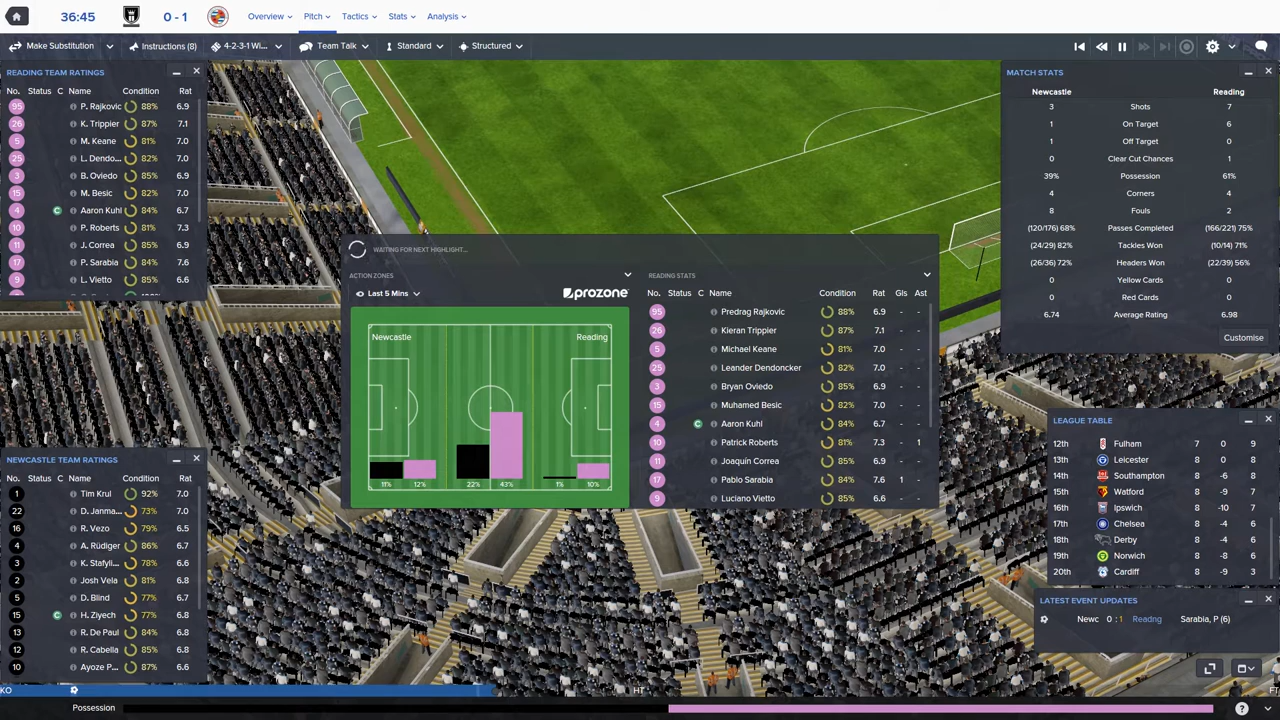 36:45 0 - 1 Overview Pitch Tactics Stats Analysis
Make Substitution Instructions (8) 4-2-3-1 Wi... Team Talk Standard Structured
READING TEAM RATINGS
No. Status C Name Condition Rat
95 P. Rajkovic 88% 6.9
26 K. Trippier 87% 7.1
5 M. Keane 81% 7.0
25 L. Dendo... 82% 7.0
3 B. Oviedo 85% 6.9
15 M. Besic 82% 7.0
4 C Aaron Kuhl 84% 6.7
10 P. Roberts 81% 7.3
11 J. Correa 85% 6.9
17 P. Sarabia 84% 7.6
9 L. Vietto 85% 6.6
NEWCASTLE TEAM RATINGS
No. Status C Name Condition Rat
1 Tim Krul 92% 7.0
22 D. Janma... 73% 7.0
16 R. Vezo 79% 6.5
4 A. Rüdiger 86% 6.7
3 K. Stafyli... 78% 6.6
2 Josh Vela 81% 6.8
5 D. Blind 77% 6.7
15 C H. Ziyech 77% 6.8
13 R. De Paul 84% 6.8
12 R. Cabella 85% 6.8
10 Ayoze P... 87% 6.6
WAITING FOR NEXT HIGHLIGHT...
ACTION ZONES
Last 5 Mins
prozone
Newcastle Reading
11% 12% 22% 43% 1% 10%
READING STATS
No. Status C Name Condition Rat Gls Ast
95 Predrag Rajkovic 88% 6.9 - -
26 Kieran Trippier 87% 7.1 - -
5 Michael Keane 81% 7.0 - -
25 Leander Dendoncker 82% 7.0 - -
3 Bryan Oviedo 85% 6.9 - -
15 Muhamed Besic 82% 7.0 - -
4 C Aaron Kuhl 84% 6.7 - -
10 Patrick Roberts 81% 7.3 - 1
11 Joaquín Correa 85% 6.9 - -
17 Pablo Sarabia 84% 7.6 1 -
9 Luciano Vietto 85% 6.6 - -
MATCH STATS
Newcastle Reading
3 Shots 7
1 On Target 6
1 Off Target 0
0 Clear Cut Chances 1
39% Possession 61%
4 Corners 4
8 Fouls 2
(120/176) 68% Passes Completed (166/221) 75%
(24/29) 82% Tackles Won (10/14) 71%
(26/36) 72% Headers Won (22/39) 56%
0 Yellow Cards 0
0 Red Cards 0
6.74 Average Rating 6.98
Customise
LEAGUE TABLE
12th Fulham 7 0 9
13th Leicester 8 0 8
14th Southampton 8 -6 8
15th Watford 8 -9 7
16th Ipswich 8 -10 7
17th Chelsea 8 -4 6
18th Derby 8 -4 6
19th Norwich 8 -8 6
20th Cardiff 8 -9 3
LATEST EVENT UPDATES
Newc 0 : 1 Readng Sarabia, P (6)
KO HT FT
Possession